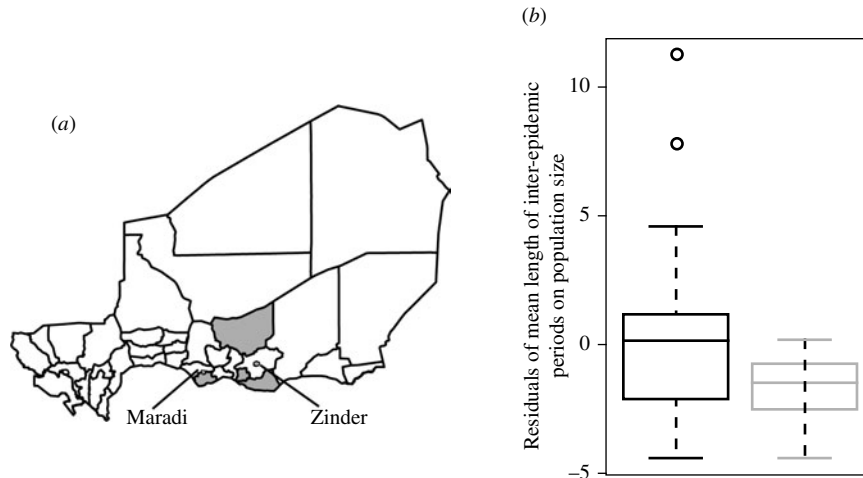 (a)
Maradi
Zinder
(b)
Residuals of mean length of inter-epidemic
periods on population size
10
5
0
–5